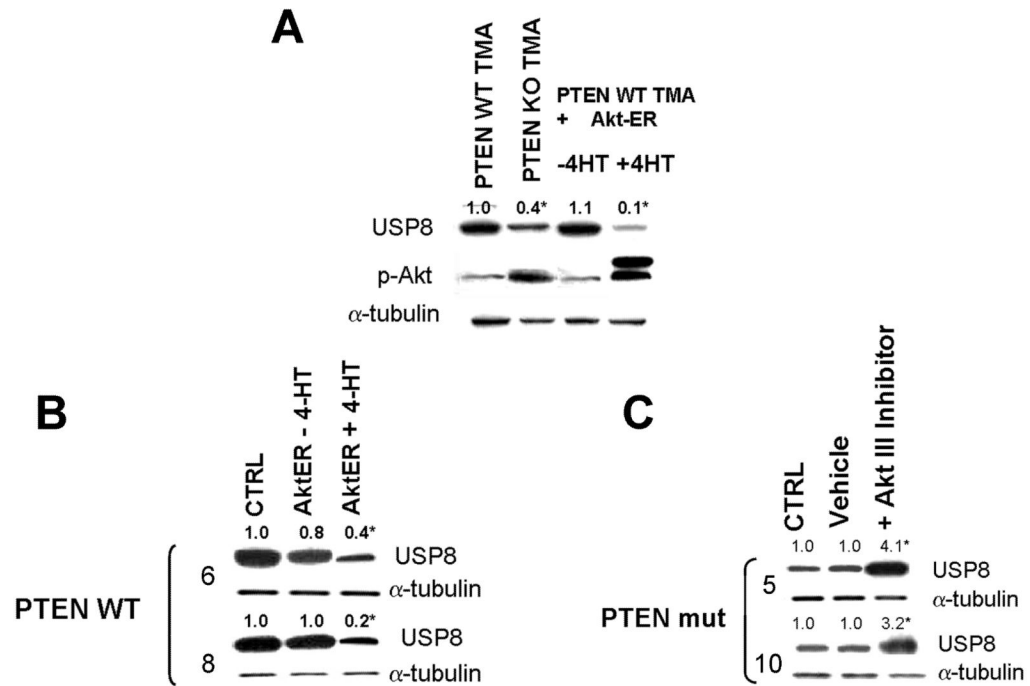 A
PTEN WT TMA
PTEN KO TMA
PTEN WT TMA
+ Akt-ER
-4HT +4HT
1.0 0.4* 1.1 0.1*
USP8
p-Akt
α-tubulin
B
CTRL
AktER - 4-HT
AktER + 4-HT
1.0 0.8 0.4*
6
USP8
α-tubulin
PTEN WT
1.0 1.0 0.2*
8
USP8
α-tubulin
C
CTRL
Vehicle
+ Akt III Inhibitor
1.0 1.0 4.1*
5
USP8
α-tubulin
PTEN mut
1.0 1.0 3.2*
10
USP8
α-tubulin